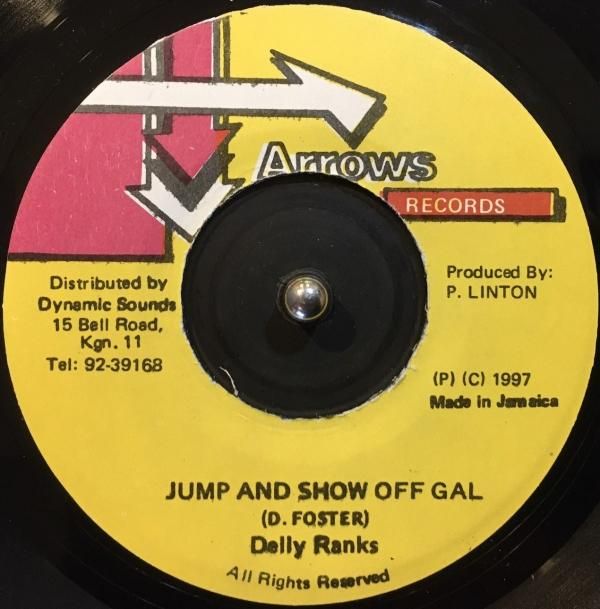 Arrows
RECORDS
Distributed by
Dynamic Sounds
15 Bell Road,
Kgn. 11
Tel: 92-39168
Produced By:
P. LINTON
(P) (C) 1997
Made in Jamaica
JUMP AND SHOW OFF GAL
(D. FOSTER)
Delly Ranks
All Rights Reserved